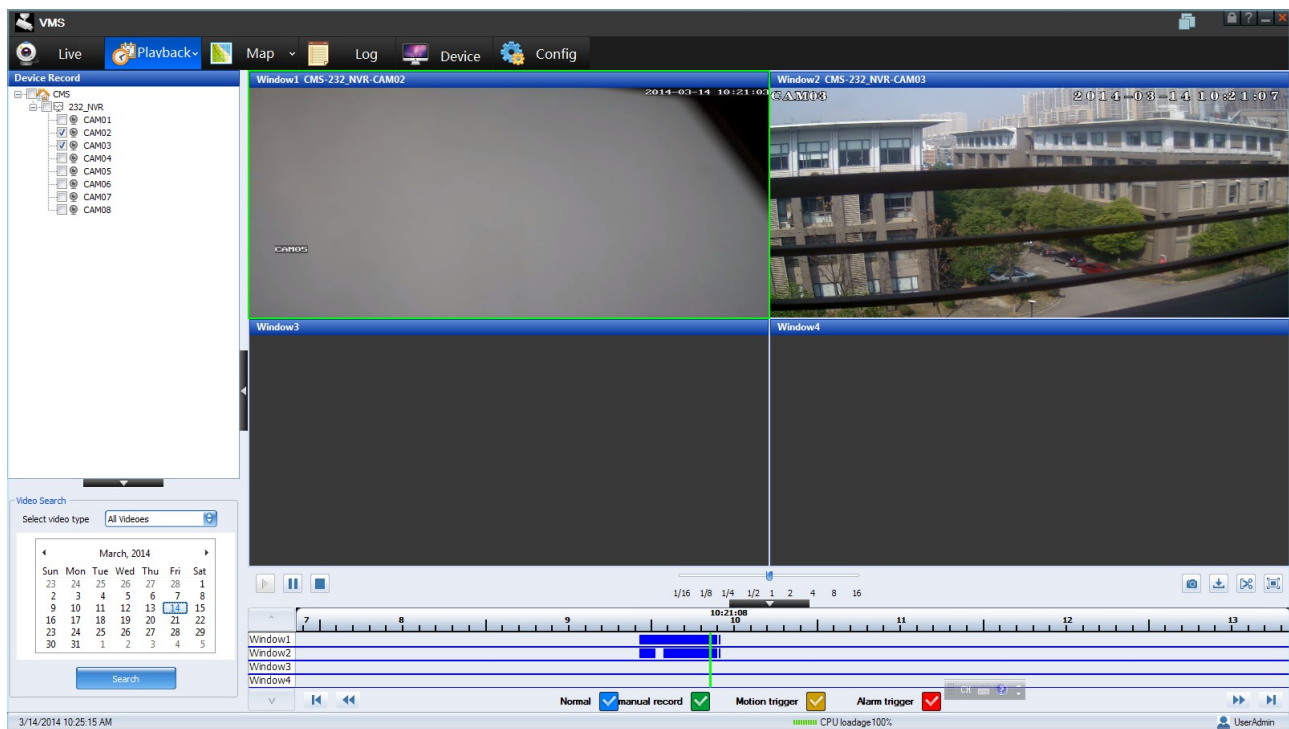 VMS
Live Playback Map Log Device Config
Device Record
CMS
232_NVR
CAM01
CAM02
CAM03
CAM04
CAM05
CAM06
CAM07
CAM08
Window1 CMS-232_NVR-CAM02
2014-03-14 10:21:03
CAM05
Window2 CMS-232_NVR-CAM03
CAM03 2014-03-14 10:21:07
Window3
Window4
Video Search
Select video type All Videoes
March, 2014
Sun Mon Tue Wed Thu Fri Sat
23 24 25 26 27 28 1
2 3 4 5 6 7 8
9 10 11 12 13 14 15
16 17 18 19 20 21 22
23 24 25 26 27 28 29
30 31 1 2 3 4 5
Search
1/16 1/8 1/4 1/2 1 2 4 8 16
10:21:08
7 8 9 10 11 12 13
Window1
Window2
Window3
Window4
Normal manual record Motion trigger Alarm trigger
CH
3/14/2014 10:25:15 AM CPU loadage100% UserAdmin